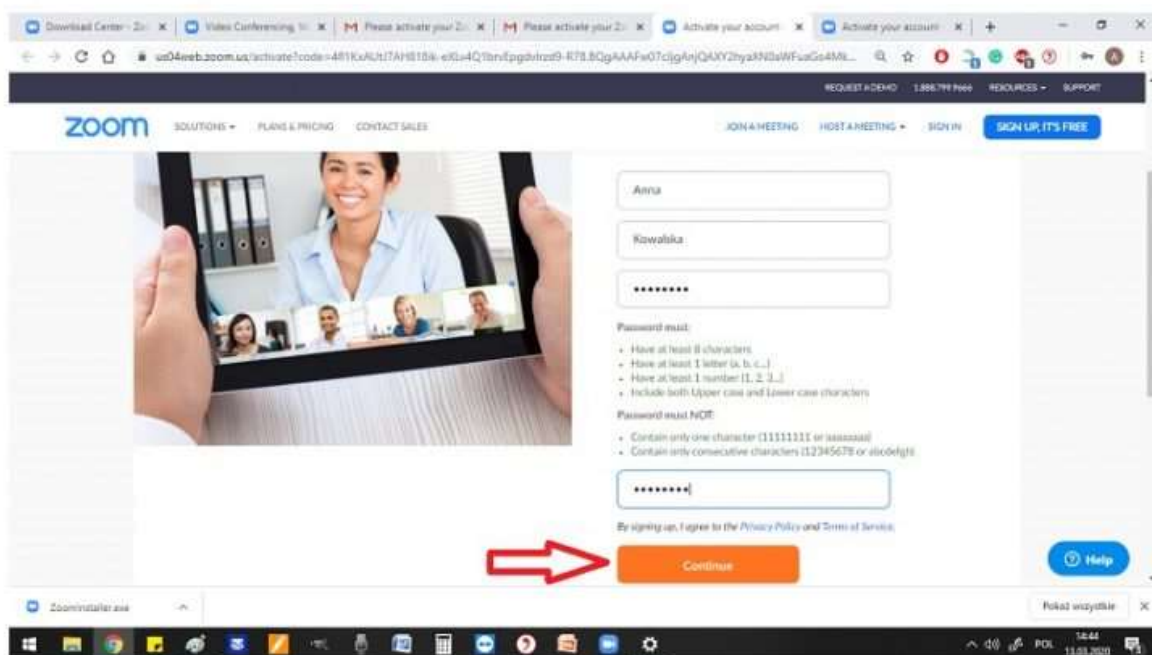 Download Center - Zo
Video Conferencing, W
Please activate your Zo
Please activate your Zo
Activate your account
Activate your account
REQUEST A DEMO 1.888.799.9666 RESOURCES SUPPORT
zoom SOLUTIONS PLANS & PRICING CONTACT SALES JOIN A MEETING HOST A MEETING SIGN IN SIGN UP, IT'S FREE
Anna
Kowalska
••••••••
Password must:
• Have at least 8 characters
• Have at least 1 letter (a, b, c...)
• Have at least 1 number (1, 2, 3...)
• Include both Upper case and Lower case characters
Password must NOT:
• Contain only one character (11111111 or aaaaaaaa)
• Contain only consecutive characters (12345678 or abcdefgh)
••••••••
By signing up, I agree to the Privacy Policy and Terms of Service.
Continue
Help
ZoomInstaller.exe
Pokaż wszystkie
POL
14:44
13.03.2020